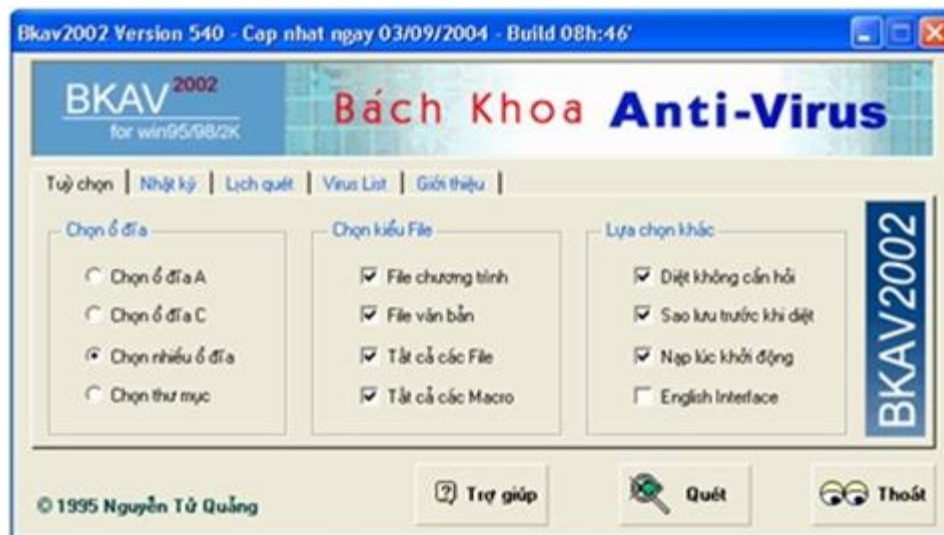 Bkav2002 Version 540 - Cap nhat ngay 03/09/2004 - Build 08h:46'
BKAV 2002
for win95/98/2K
Bách Khoa Anti-Virus
Tuỳ chọn | Nhật ký | Lịch quét | Virus List | Giới thiệu |
Chọn ổ đĩa
Chọn ổ đĩa A
Chọn ổ đĩa C
Chọn nhiều ổ đĩa
Chọn thư mục
Chọn kiểu File
File chương trình
File văn bản
Tất cả các File
Tất cả các Macro
Lựa chọn khác
Diệt không cần hỏi
Sao lưu trước khi diệt
Nạp lúc khởi động
English Interface
BKAV2002
© 1995 Nguyễn Tử Quảng
Trợ giúp
Quét
Thoát